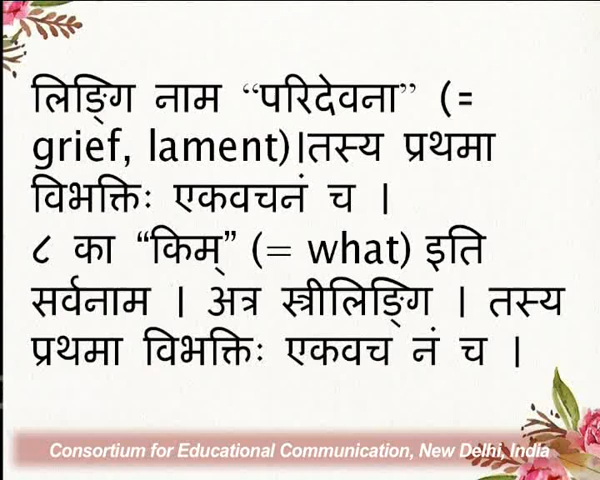 लिङ्गि नाम “परिदेवना” (=
grief, lament)|तस्य प्रथमा
विभक्तिः एकवचनं च |
८ का “किम्” (= what) इति
सर्वनाम | अत्र स्त्रीलिङ्गि | तस्य
प्रथमा विभक्तिः एकवच नं च |
Consortium for Educational Communication, New Delhi, India